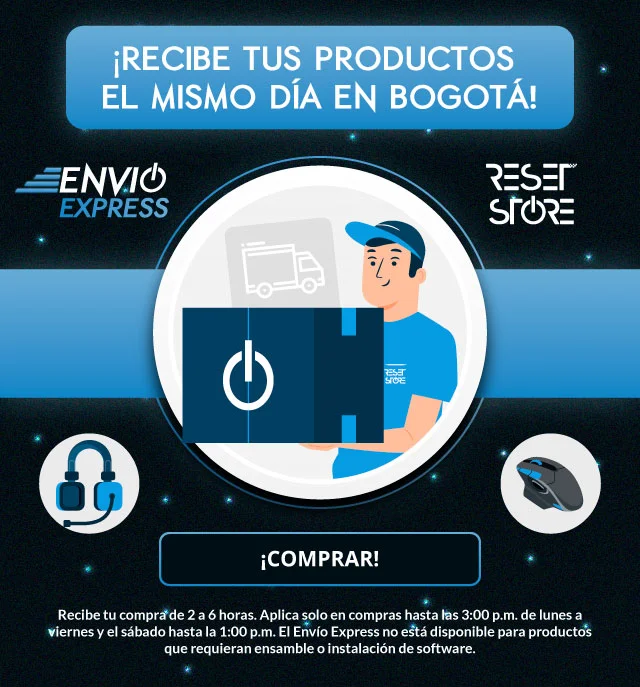 ¡RECIBE TUS PRODUCTOS
EL MISMO DÍA EN BOGOTÁ!
ENVIO
EXPRESS
RESET
STORE
RESET
STORE
¡COMPRAR!
Recibe tu compra de 2 a 6 horas. Aplica solo en compras hasta las 3:00 p.m. de lunes a
viernes y el sábado hasta la 1:00 p.m. El Envío Express no está disponible para productos
que requieran ensamble o instalación de software.